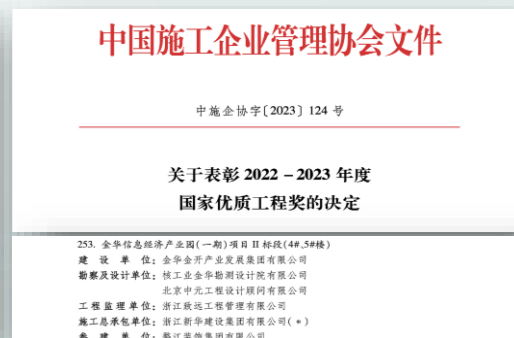 中国施工企业管理协会文件
中施企协字〔2023〕124 号
关于表彰 2022 – 2023 年度
国家优质工程奖的决定
253. 金华信息经济产业园(一期)项目 II 标段(4#、5#楼)
建 设 单 位: 金华金开产业发展集团有限公司
勘察及设计单位: 核工业金华勘测设计院有限公司
北京中元工程设计顾问有限公司
工程监理单位: 浙江致远工程管理有限公司
施工总承包单位: 浙江新华建设集团有限公司(*)
参 建 单 位: